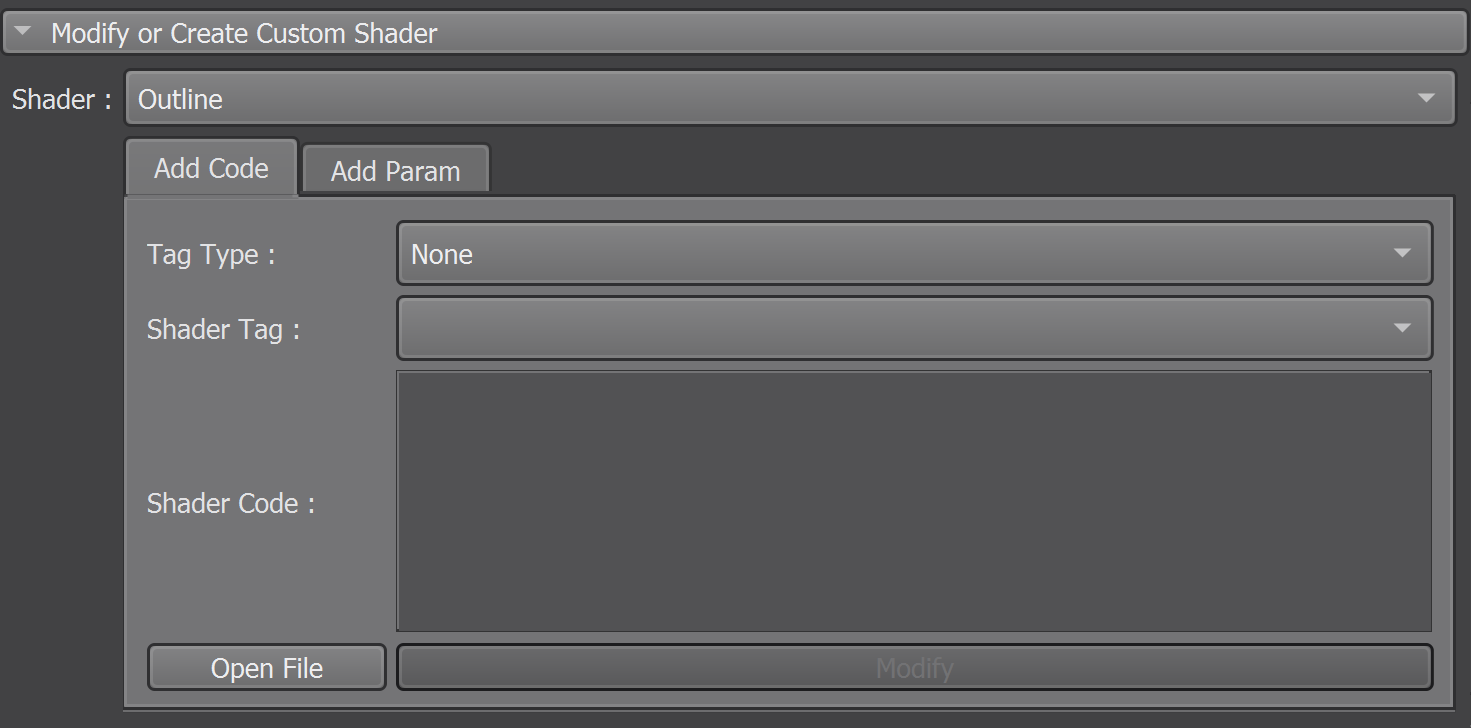 Modify or Create Custom Shader
Shader : Outline
Add Code Add Param
Tag Type : None
Shader Tag :
Shader Code :
Open File Modify